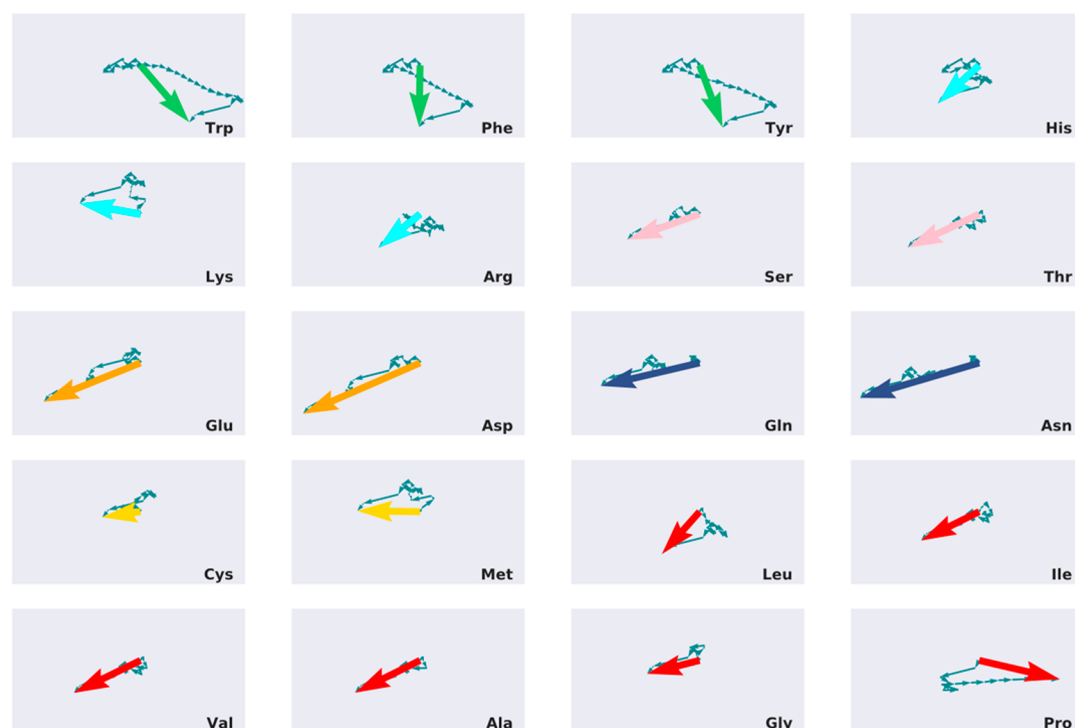 Trp
Phe
Tyr
His
Lys
Arg
Ser
Thr
Glu
Asp
Gln
Asn
Cys
Met
Leu
Ile
Val
Ala
Gly
Pro